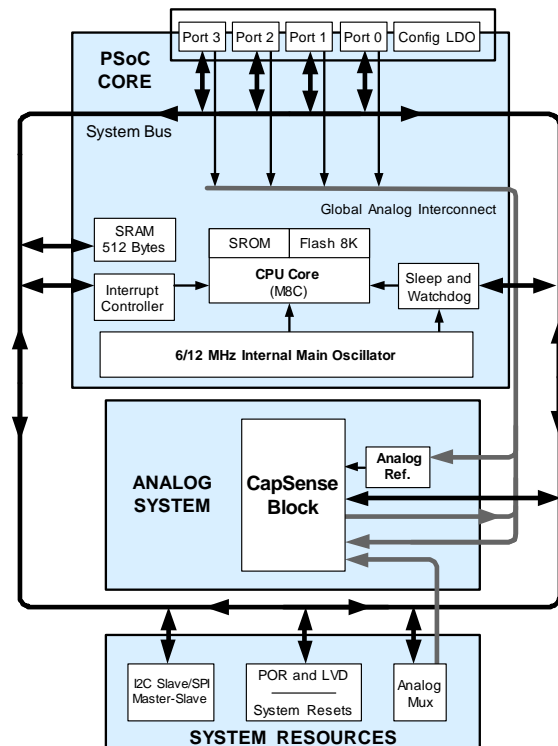 Port 3 Port 2 Port 1 Port 0 Config LDO
PSoC
CORE
System Bus
Global Analog Interconnect
SRAM
512 Bytes
SROM Flash 8K
CPU Core
(M8C)
Interrupt
Controller
Sleep and
Watchdog
6/12 MHz Internal Main Oscillator
ANALOG
SYSTEM
CapSense
Block
Analog
Ref.
I2C Slave/SPI
Master-Slave
POR and LVD
System Resets
Analog
Mux
SYSTEM RESOURCES